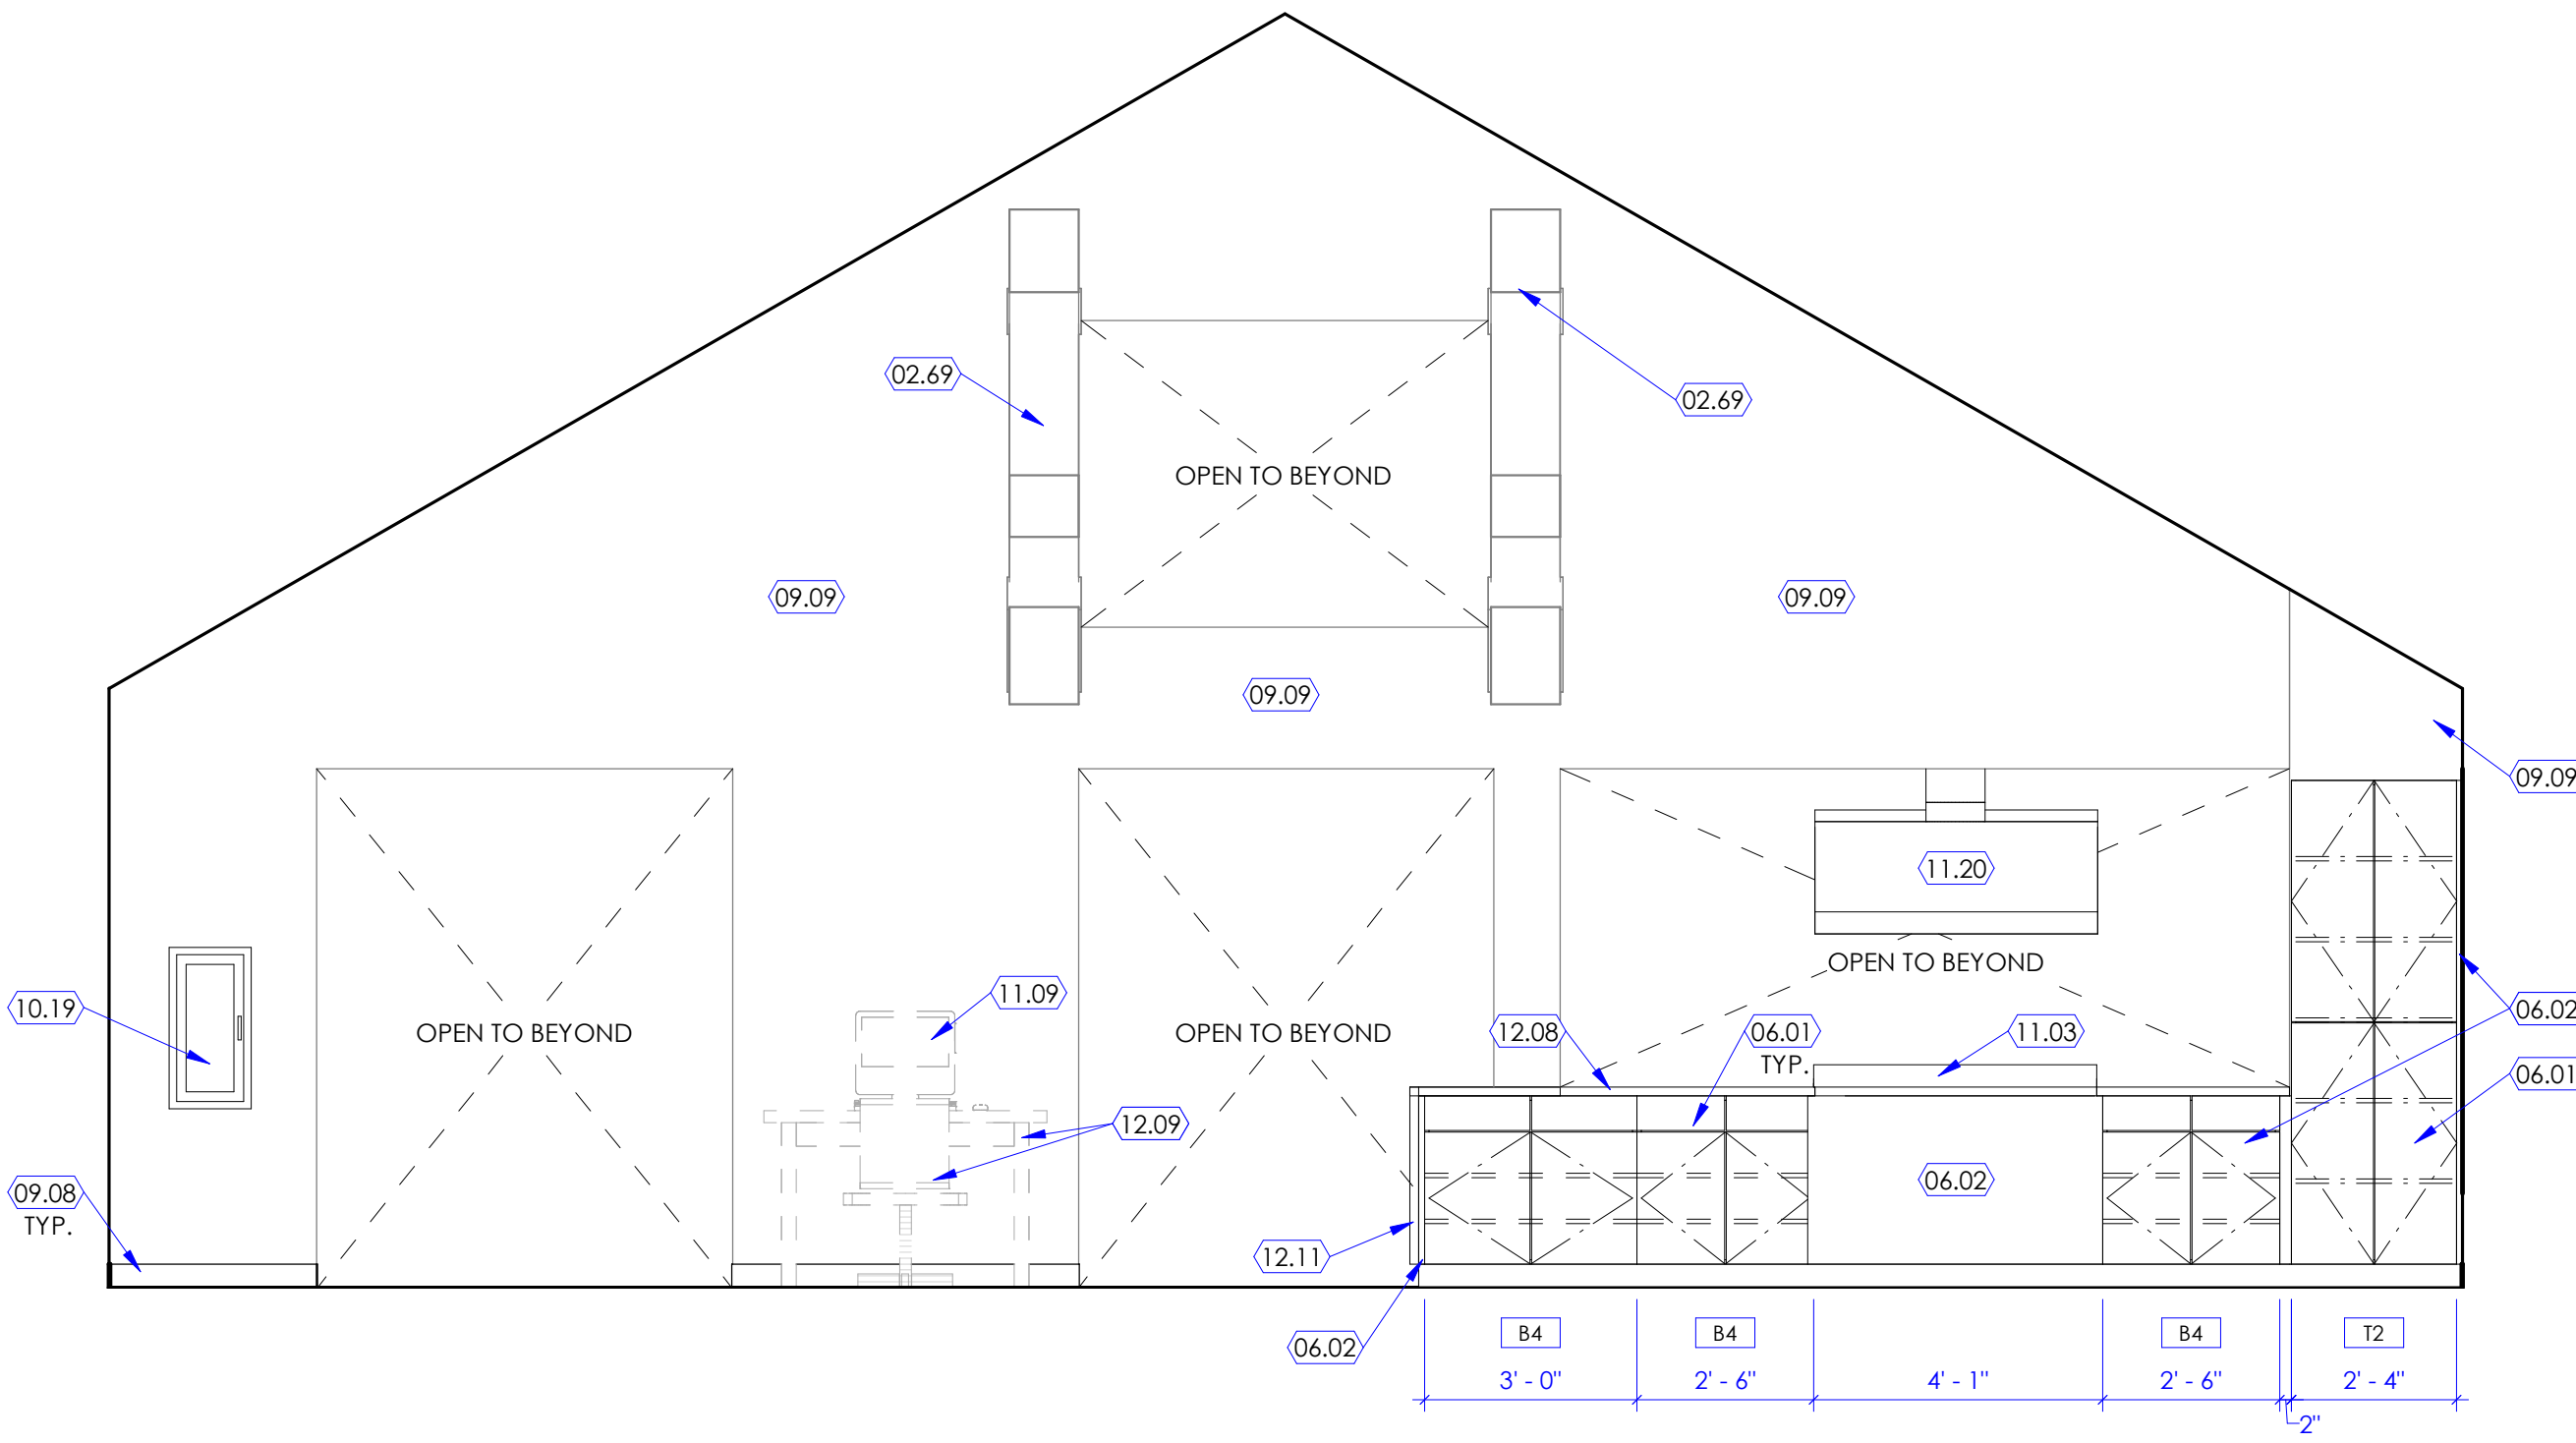 02.69
02.69
OPEN TO BEYOND
09.09
09.09
09.09
09.09
11.20
OPEN TO BEYOND
11.09
10.19
06.02
OPEN TO BEYOND
OPEN TO BEYOND
12.08
06.01
TYP.
11.03
06.01
12.09
06.02
09.08
TYP.
12.11
06.02
B4
B4
B4
T2
3' - 0"
2' - 6"
4' - 1"
2' - 6"
2' - 4"
2"